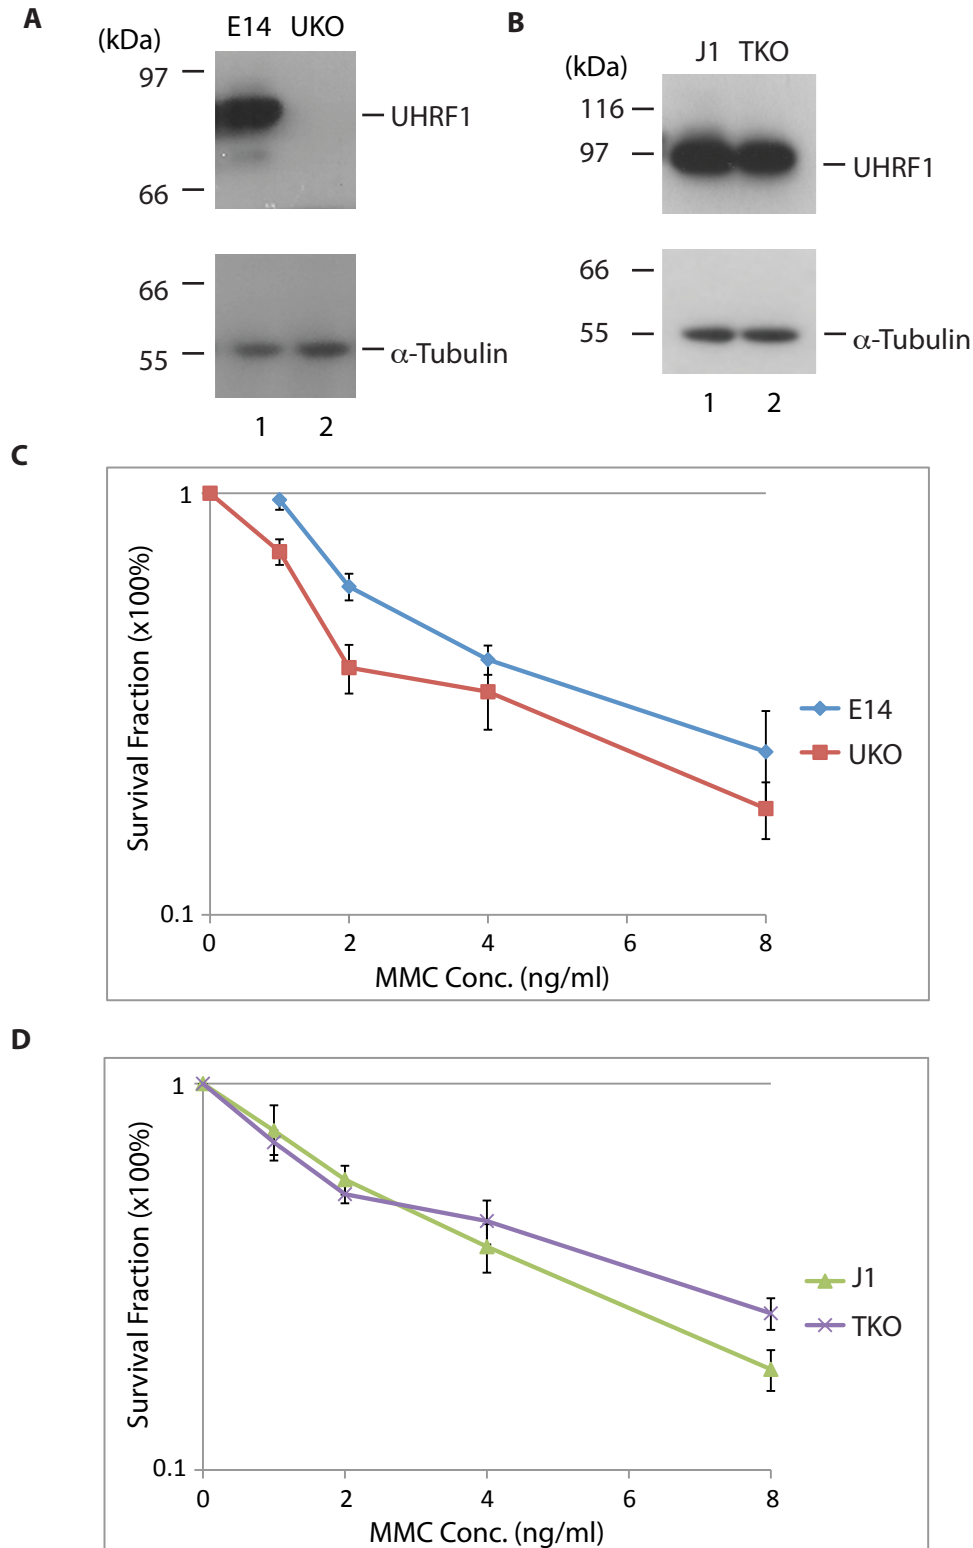 A
E14 UKO
(kDa)
97
UHRF1
66
66
α-Tubulin
55
1 2
B
J1 TKO
(kDa)
116
97
UHRF1
66
55
α-Tubulin
1 2
C
1
Survival Fraction (x100%)
E14
UKO
0.1
0 2 4 6 8
MMC Conc. (ng/ml)
D
1
Survival Fraction (x100%)
J1
TKO
0.1
0 2 4 6 8
MMC Conc. (ng/ml)